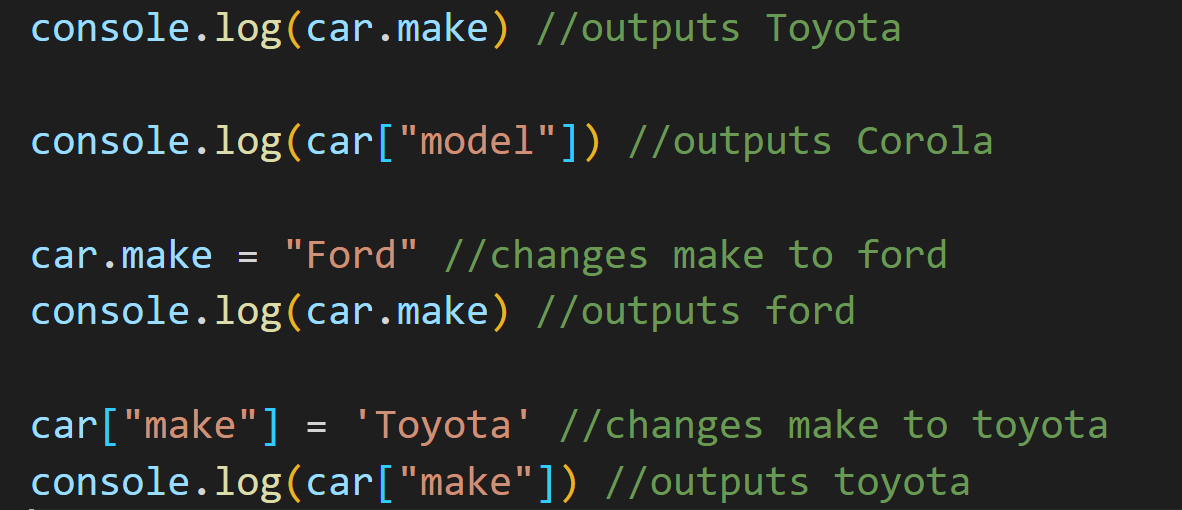 console.log(car.make) //outputs Toyota
console.log(car["model"]) //outputs Corola
car.make = "Ford" //changes make to ford
console.log(car.make) //outputs ford
car["make"] = 'Toyota' //changes make to toyota
console.log(car["make"]) //outputs toyota